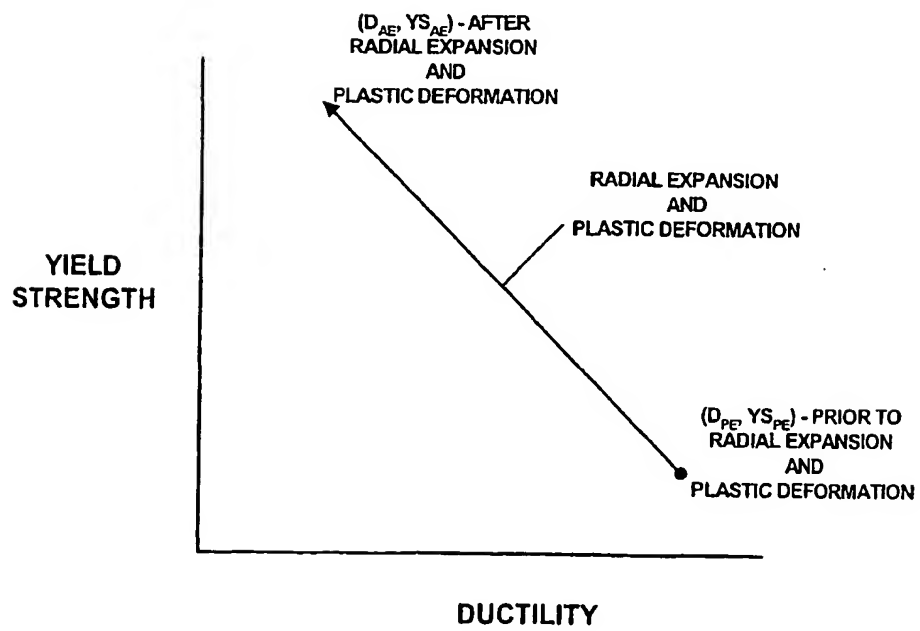 (D_AE, YS_AE) - AFTER
RADIAL EXPANSION
AND
PLASTIC DEFORMATION
RADIAL EXPANSION
AND
PLASTIC DEFORMATION
YIELD
STRENGTH
(D_PE, YS_PE) - PRIOR TO
RADIAL EXPANSION
AND
PLASTIC DEFORMATION
DUCTILITY